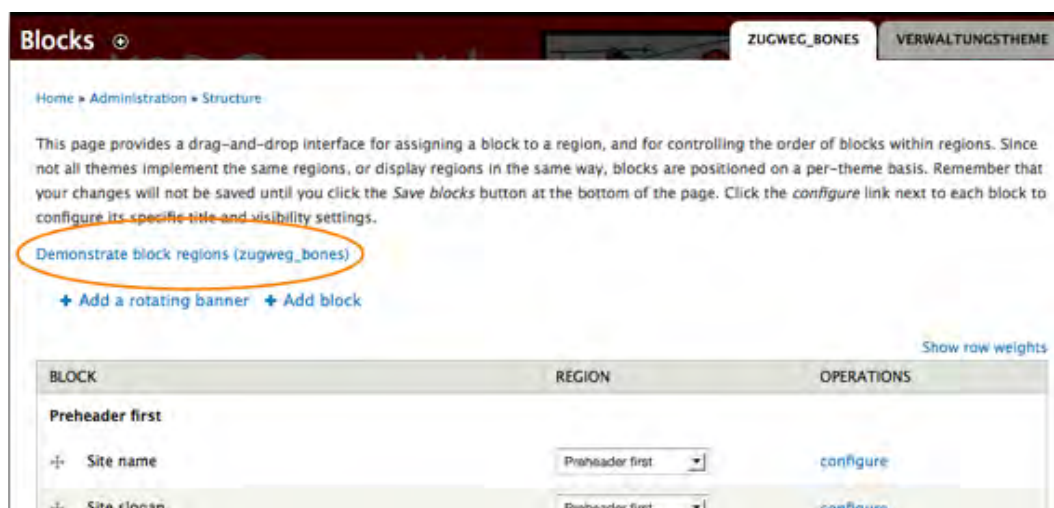 Blocks
ZUGWEG_BONES VERWALTUNGSTHEME
Home » Administration » Structure
This page provides a drag-and-drop interface for assigning a block to a region, and for controlling the order of blocks within regions. Since
not all themes implement the same regions, or display regions in the same way, blocks are positioned on a per-theme basis. Remember that
your changes will not be saved until you click the Save blocks button at the bottom of the page. Click the configure link next to each block to
configure its specific title and visibility settings.
Demonstrate block regions (zugweg_bones)
+ Add a rotating banner + Add block
Show row weights
BLOCK REGION OPERATIONS
Preheader first
Site name Preheader first configure
Site slogan Preheader first configure